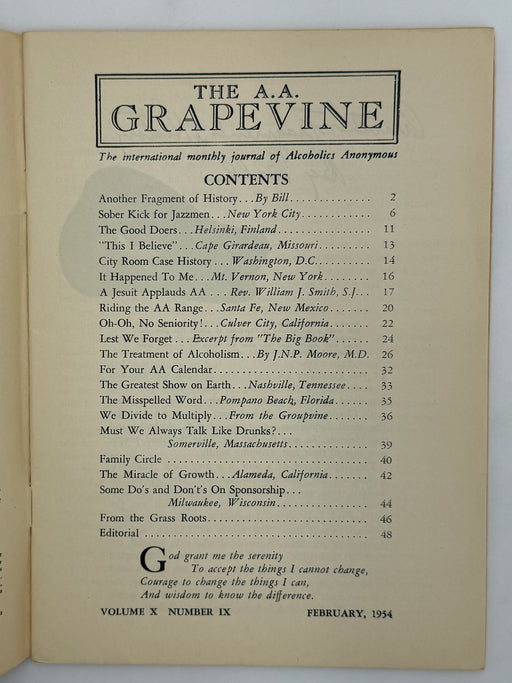 THE A.A.
GRAPEVINE
The international monthly journal of Alcoholics Anonymous
CONTENTS
Another Fragment of History...By Bill.............. 2
Sober Kick for Jazzmen...New York City............ 6
The Good Doers...Helsinki, Finland................ 11
"This I Believe"...Cape Girardeau, Missouri.......... 13
City Room Case History...Washington, D.C........... 14
It Happened To Me...Mt. Vernon, New York......... 16
A Jesuit Applauds AA...Rev. William J. Smith, S.J... 17
Riding the AA Range...Santa Fe, New Mexico........ 20
Oh-Oh, No Seniority!...Culver City, California....... 22
Lest We Forget...Excerpt from "The Big Book"...... 24
The Treatment of Alcoholism...By J.N.P. Moore, M.D. 26
For Your AA Calendar........................... 32
The Greatest Show on Earth...Nashville, Tennessee.... 33
The Misspelled Word...Pompano Beach, Florida...... 35
We Divide to Multiply...From the Groupvine........ 36
Must We Always Talk Like Drunks?...
Somerville, Massachusetts................ 39
Family Circle .................................. 40
The Miracle of Growth...Alameda, California........ 42
Some Do's and Don't's On Sponsorship...
Milwaukee, Wisconsin................... 44
From the Grass Roots........................... 46
Editorial ...................................... 48
God grant me the serenity
To accept the things I cannot change,
Courage to change the things I can,
And wisdom to know the difference.
VOLUME X NUMBER IX FEBRUARY, 1954